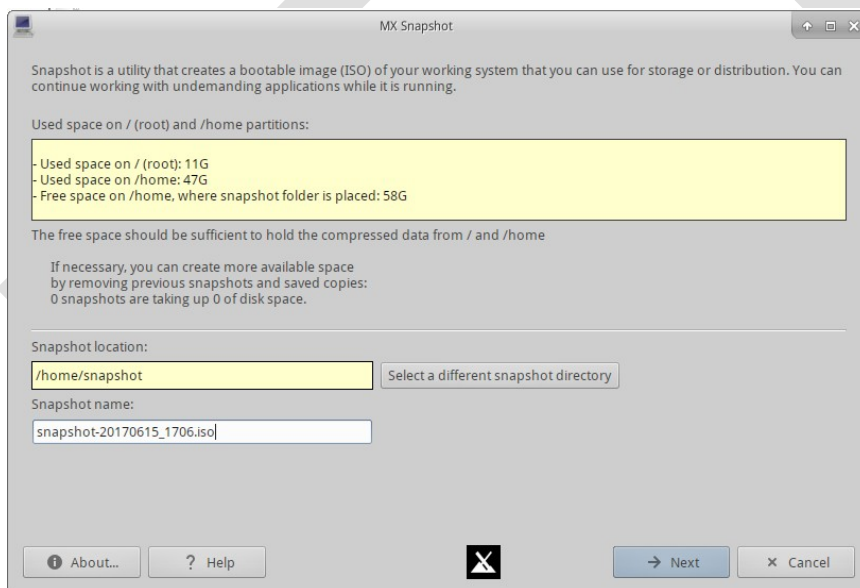 MX Snapshot
Snapshot is a utility that creates a bootable image (ISO) of your working system that you can use for storage or distribution. You can
continue working with undemanding applications while it is running.
Used space on / (root) and /home partitions:
- Used space on / (root): 11G
- Used space on /home: 47G
- Free space on /home, where snapshot folder is placed: 58G
The free space should be sufficient to hold the compressed data from / and /home
If necessary, you can create more available space
by removing previous snapshots and saved copies:
0 snapshots are taking up 0 of disk space.
Snapshot location:
/home/snapshot
Select a different snapshot directory
Snapshot name:
snapshot-20170615_1706.iso
About...
? Help
Next
Cancel